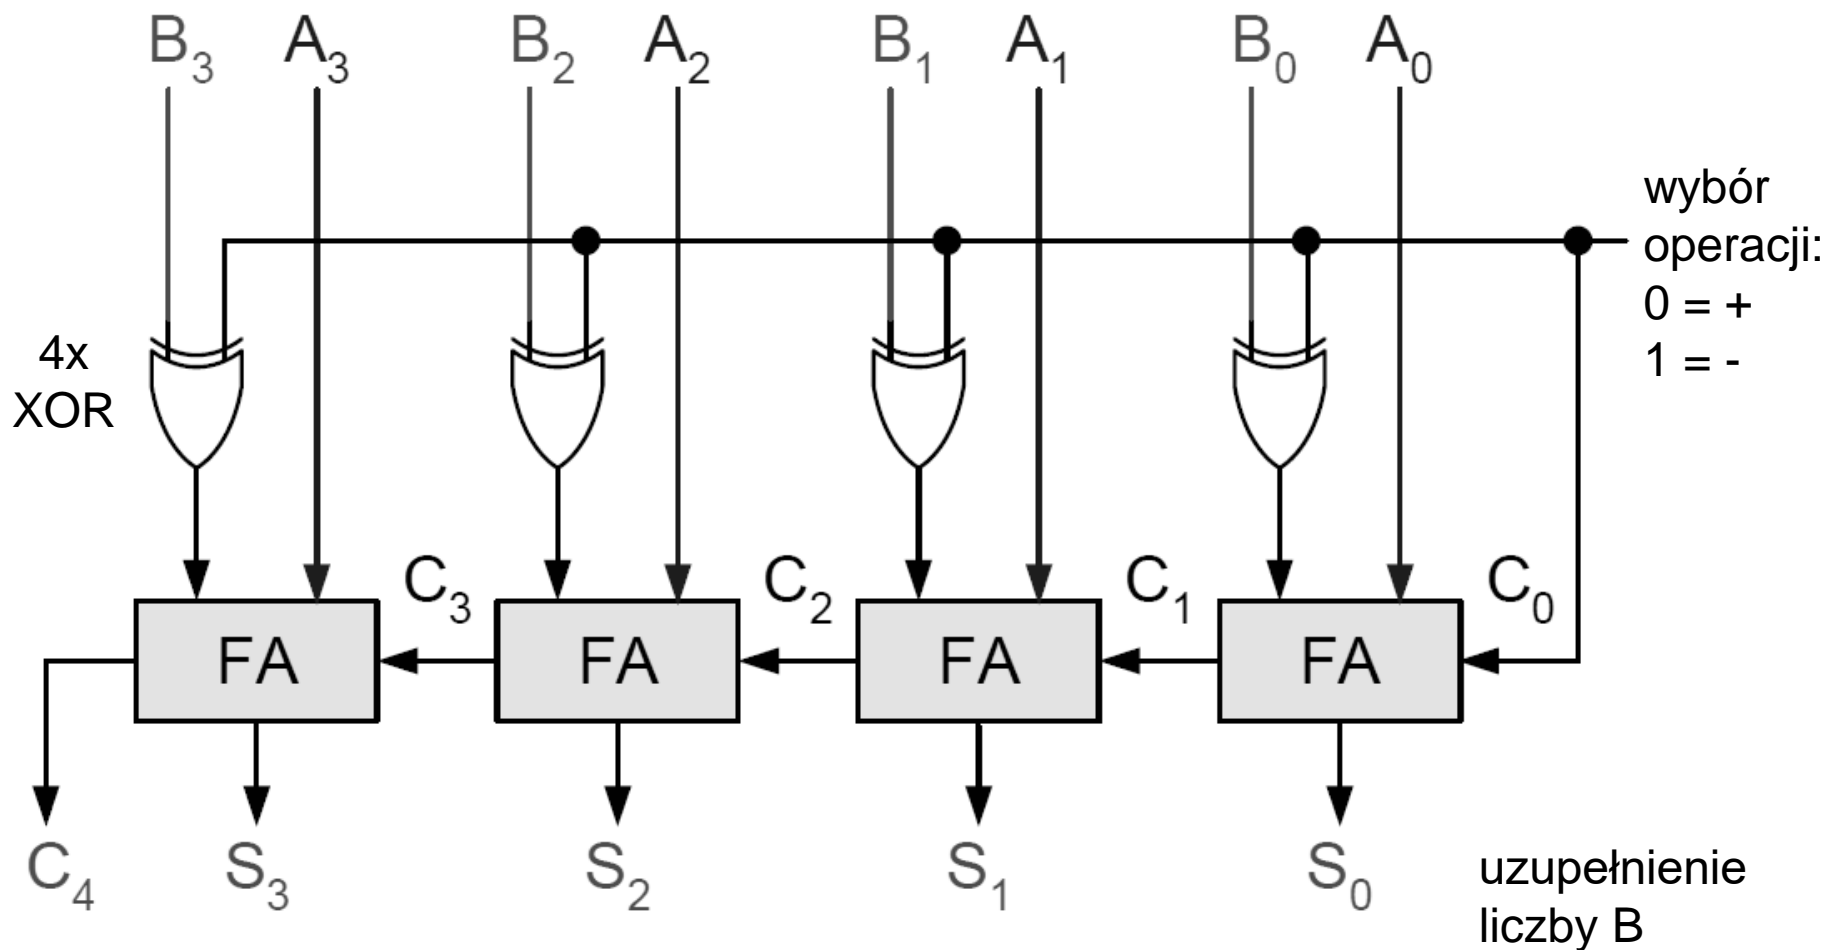 B3 A3 B2 A2 B1 A1 B0 A0
wybór
operacji:
0 = +
1 = -
4x
XOR
C3 C2 C1 C0
FA FA FA FA
C4 S3 S2 S1 S0
uzupełnienie
liczby B